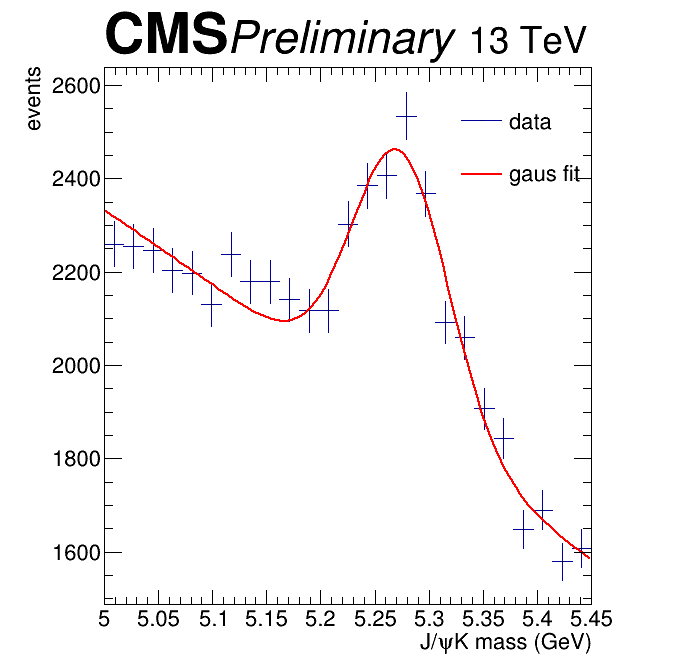 CMS Preliminary 13 TeV
events
2600
2400
2200
2000
1800
1600
data
gaus fit
5 5.05 5.1 5.15 5.2 5.25 5.3 5.35 5.4 5.45
J/ψK mass (GeV)